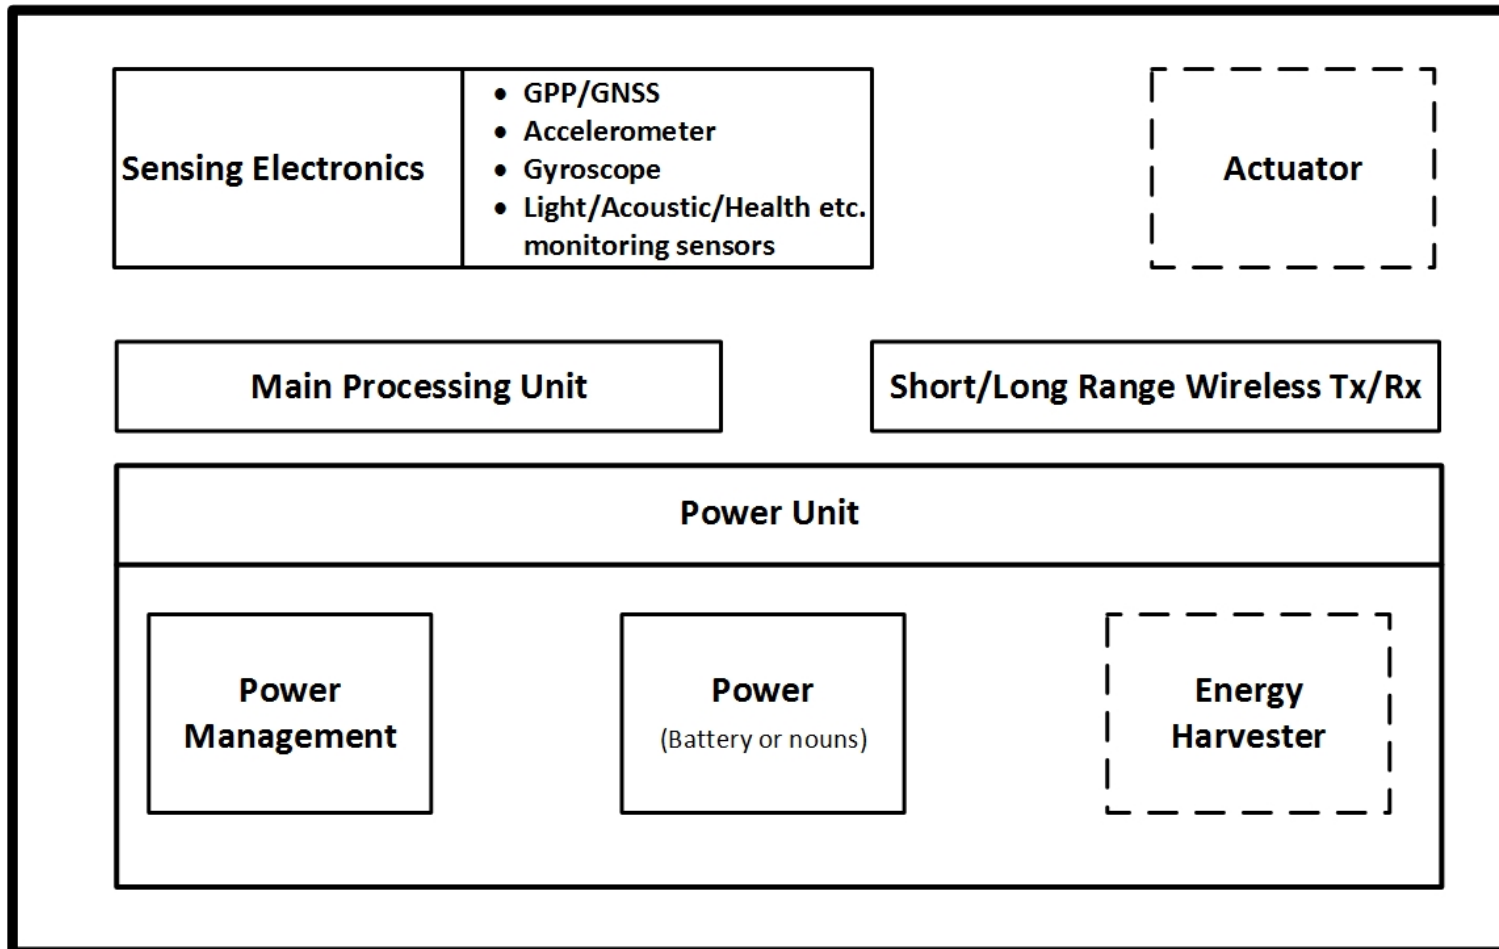 Sensing Electronics
• GPP/GNSS
• Accelerometer
• Gyroscope
• Light/Acoustic/Health etc.
monitoring sensors
Actuator
Main Processing Unit
Short/Long Range Wireless Tx/Rx
Power Unit
Power
Management
Power
(Battery or nouns)
Energy
Harvester